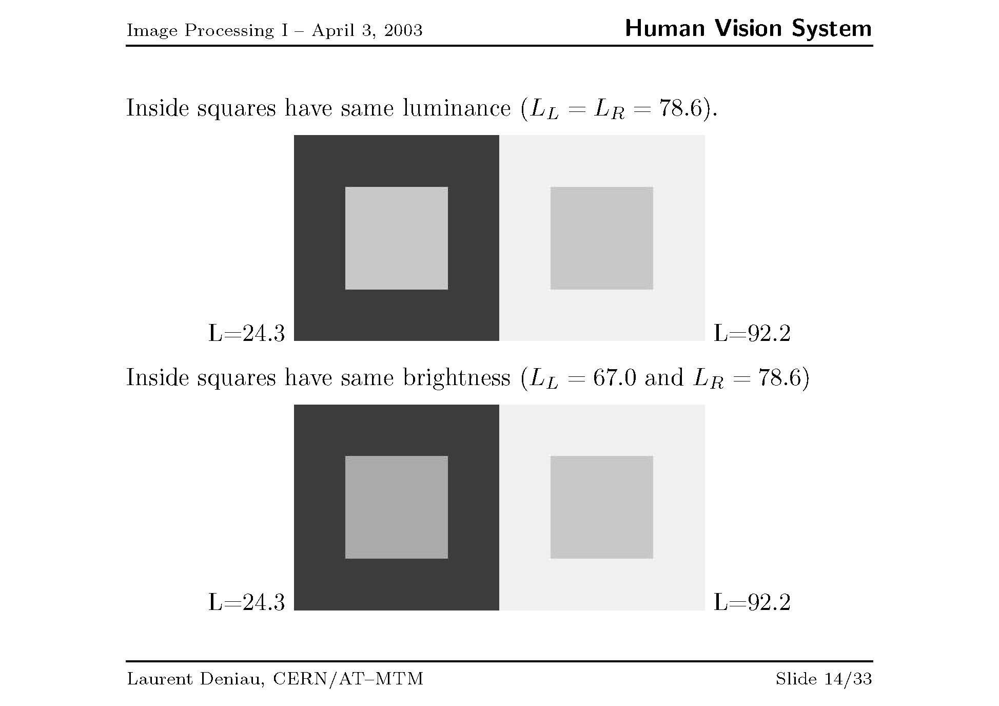 Image Processing I – April 3, 2003 Human Vision System
Inside squares have same luminance (L_L = L_R = 78.6).
L=24.3 L=92.2
Inside squares have same brightness (L_L = 67.0 and L_R = 78.6)
L=24.3 L=92.2
Laurent Deniau, CERN/AT–MTM Slide 14/33